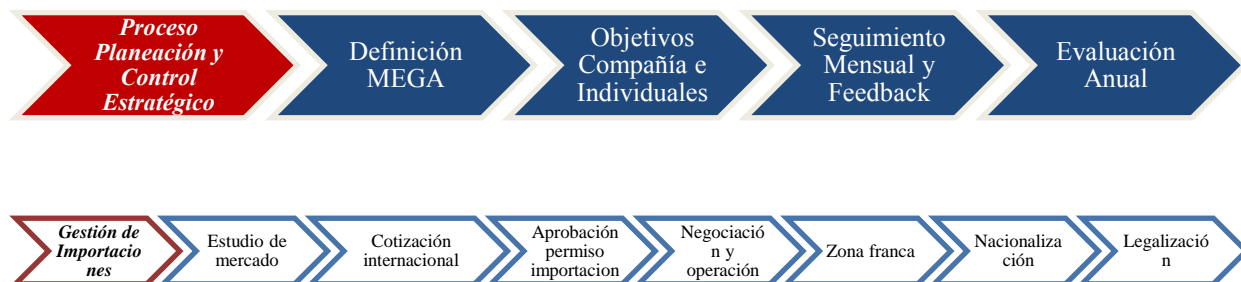 Proceso
Planeación y
Control
Estratégico
Definición
MEGA
Objetivos
Compañía e
Individuales
Seguimiento
Mensual y
Feedback
Evaluación
Anual
Gestión de
Importacio
nes
Estudio de
mercado
Cotización
internacional
Aprobación
permiso
importacion
Negociació
n y
operación
Zona franca
Nacionaliza
ción
Legalizació
n